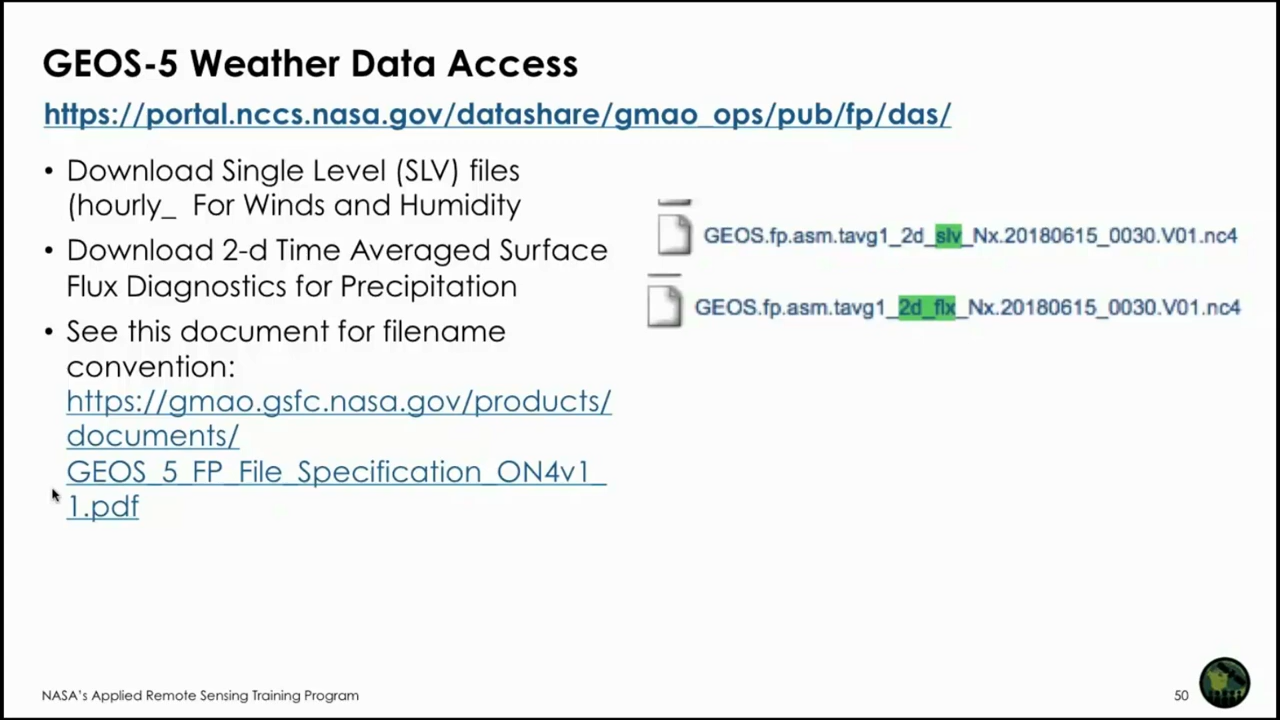 GEOS-5 Weather Data Access
https://portal.nccs.nasa.gov/datashare/gmao_ops/pub/fp/das/
• Download Single Level (SLV) files
(hourly_ For Winds and Humidity
• Download 2-d Time Averaged Surface
Flux Diagnostics for Precipitation
• See this document for filename
convention:
https://gmao.gsfc.nasa.gov/products/
documents/
GEOS_5_FP_File_Specification_ON4v1_
1.pdf
GEOS.fp.asm.tavg1_2d_slv_Nx.20180615_0030.V01.nc4
GEOS.fp.asm.tavg1_2d_flx_Nx.20180615_0030.V01.nc4
NASA's Applied Remote Sensing Training Program
50